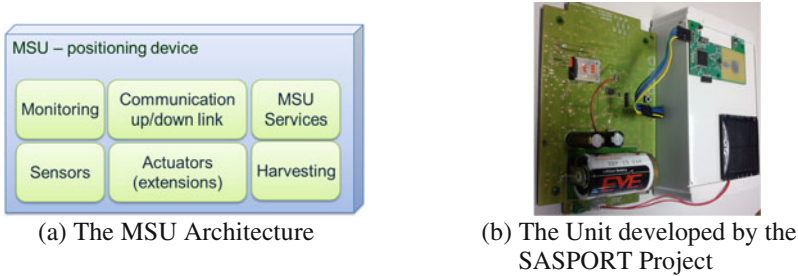 MSU – positioning device
Monitoring
Communication
up/down link
MSU
Services
Sensors
Actuators
(extensions)
Harvesting
EVE
(a) The MSU Architecture
(b) The Unit developed by the
SASPORT Project